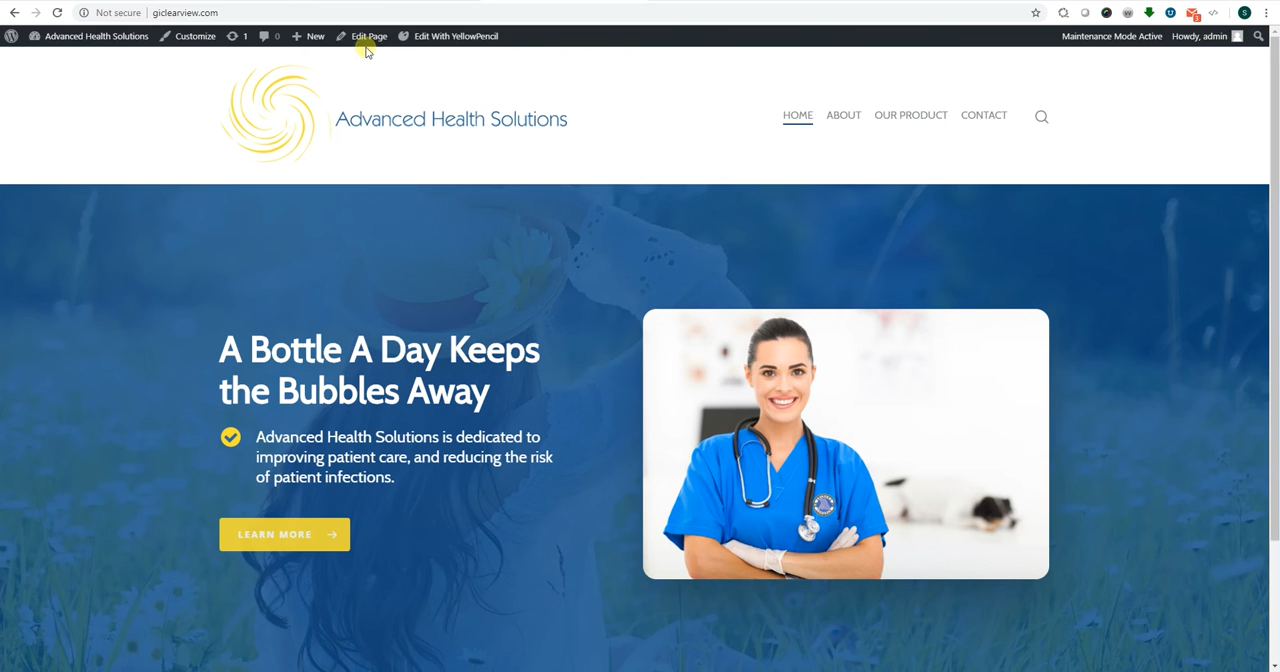 Not secure | giclearview.com
3
S
Advanced Health Solutions Customize 1 0 New Edit Page Edit With YellowPencil Maintenance Mode Active Howdy, admin
Advanced Health Solutions
HOME ABOUT OUR PRODUCT CONTACT
A Bottle A Day Keeps
the Bubbles Away
Advanced Health Solutions is dedicated to
improving patient care, and reducing the risk
of patient infections.
LEARN MORE